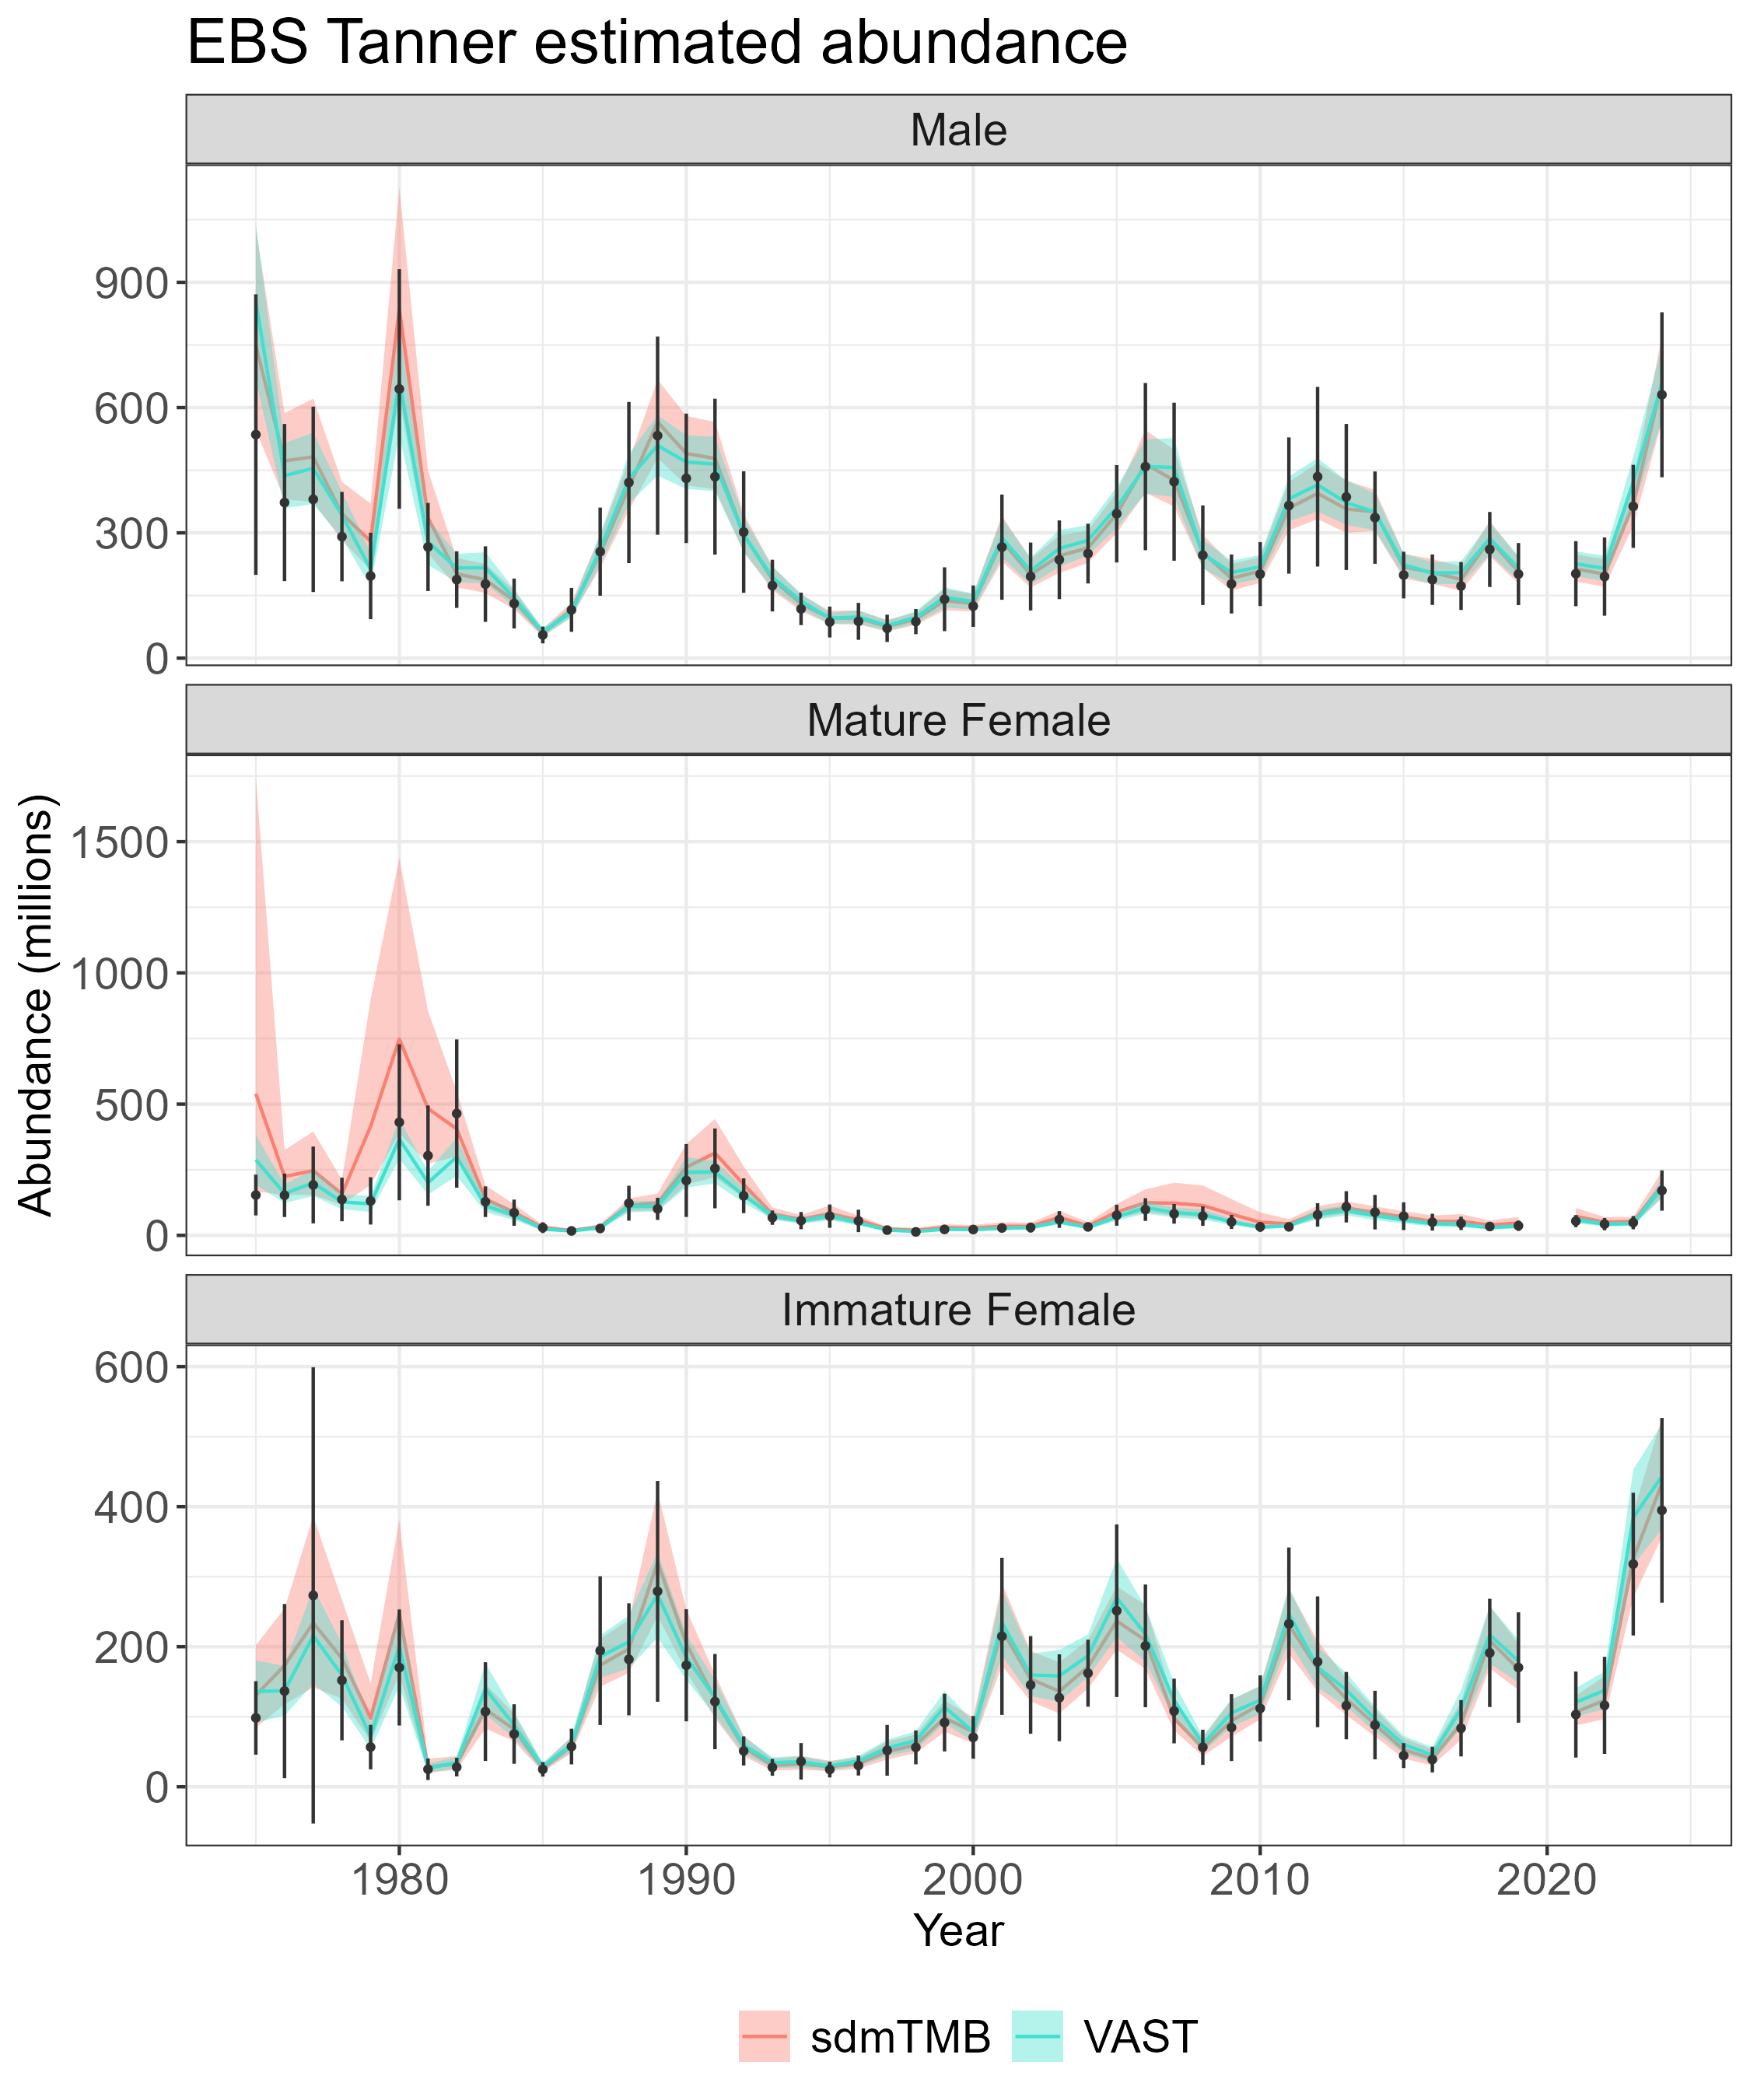 EBS Tanner estimated abundance
Male
900
600
300
0
Mature Female
1500
1000
500
0
Immature Female
600
400
200
0
Abundance (millions)
1980 1990 2000 2010 2020
Year
sdmTMB VAST